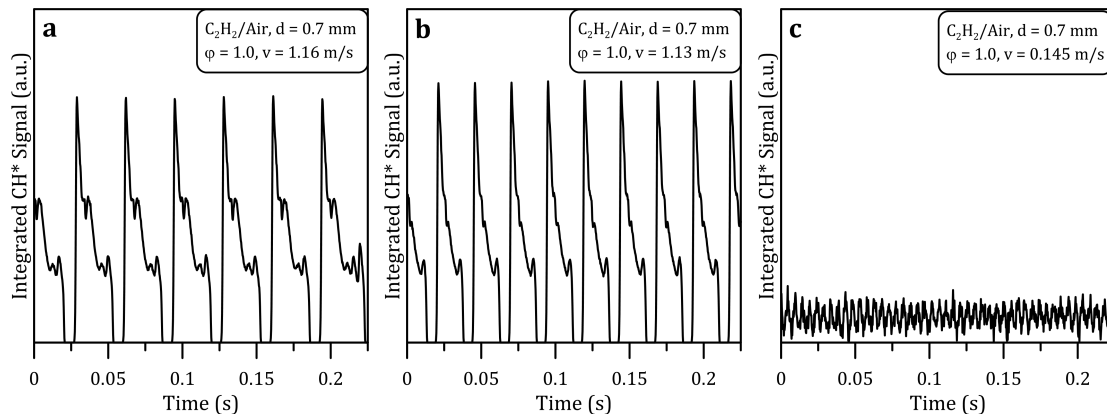 a
C₂H₂/Air, d = 0.7 mm
φ = 1.0, v = 1.16 m/s
Integrated CH* Signal (a.u.)
0 0.05 0.1 0.15 0.2
Time (s)
b
C₂H₂/Air, d = 0.7 mm
φ = 1.0, v = 1.13 m/s
Integrated CH* Signal (a.u.)
0 0.05 0.1 0.15 0.2
Time (s)
c
C₂H₂/Air, d = 0.7 mm
φ = 1.0, v = 0.145 m/s
Integrated CH* Signal (a.u.)
0 0.05 0.1 0.15 0.2
Time (s)